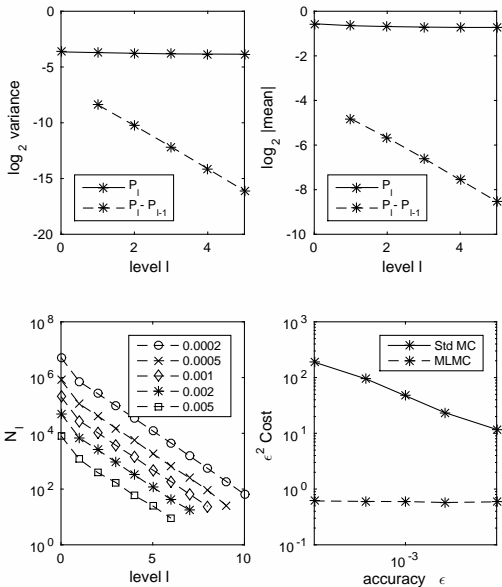 0
-5
-10
-15
-20
log 2 variance
P l
P l - P l-1
0 2 4
level l
0
-2
-4
-6
-8
-10
log 2 |mean|
P l
P l - P l-1
0 2 4
level l
10^8
10^6
10^4
10^2
10^0
N l
0.0002
0.0005
0.001
0.002
0.005
0 5 10
level l
10^3
10^2
10^1
10^0
10^-1
ϵ^2 Cost
Std MC
MLMC
10^-3
accuracy ϵ